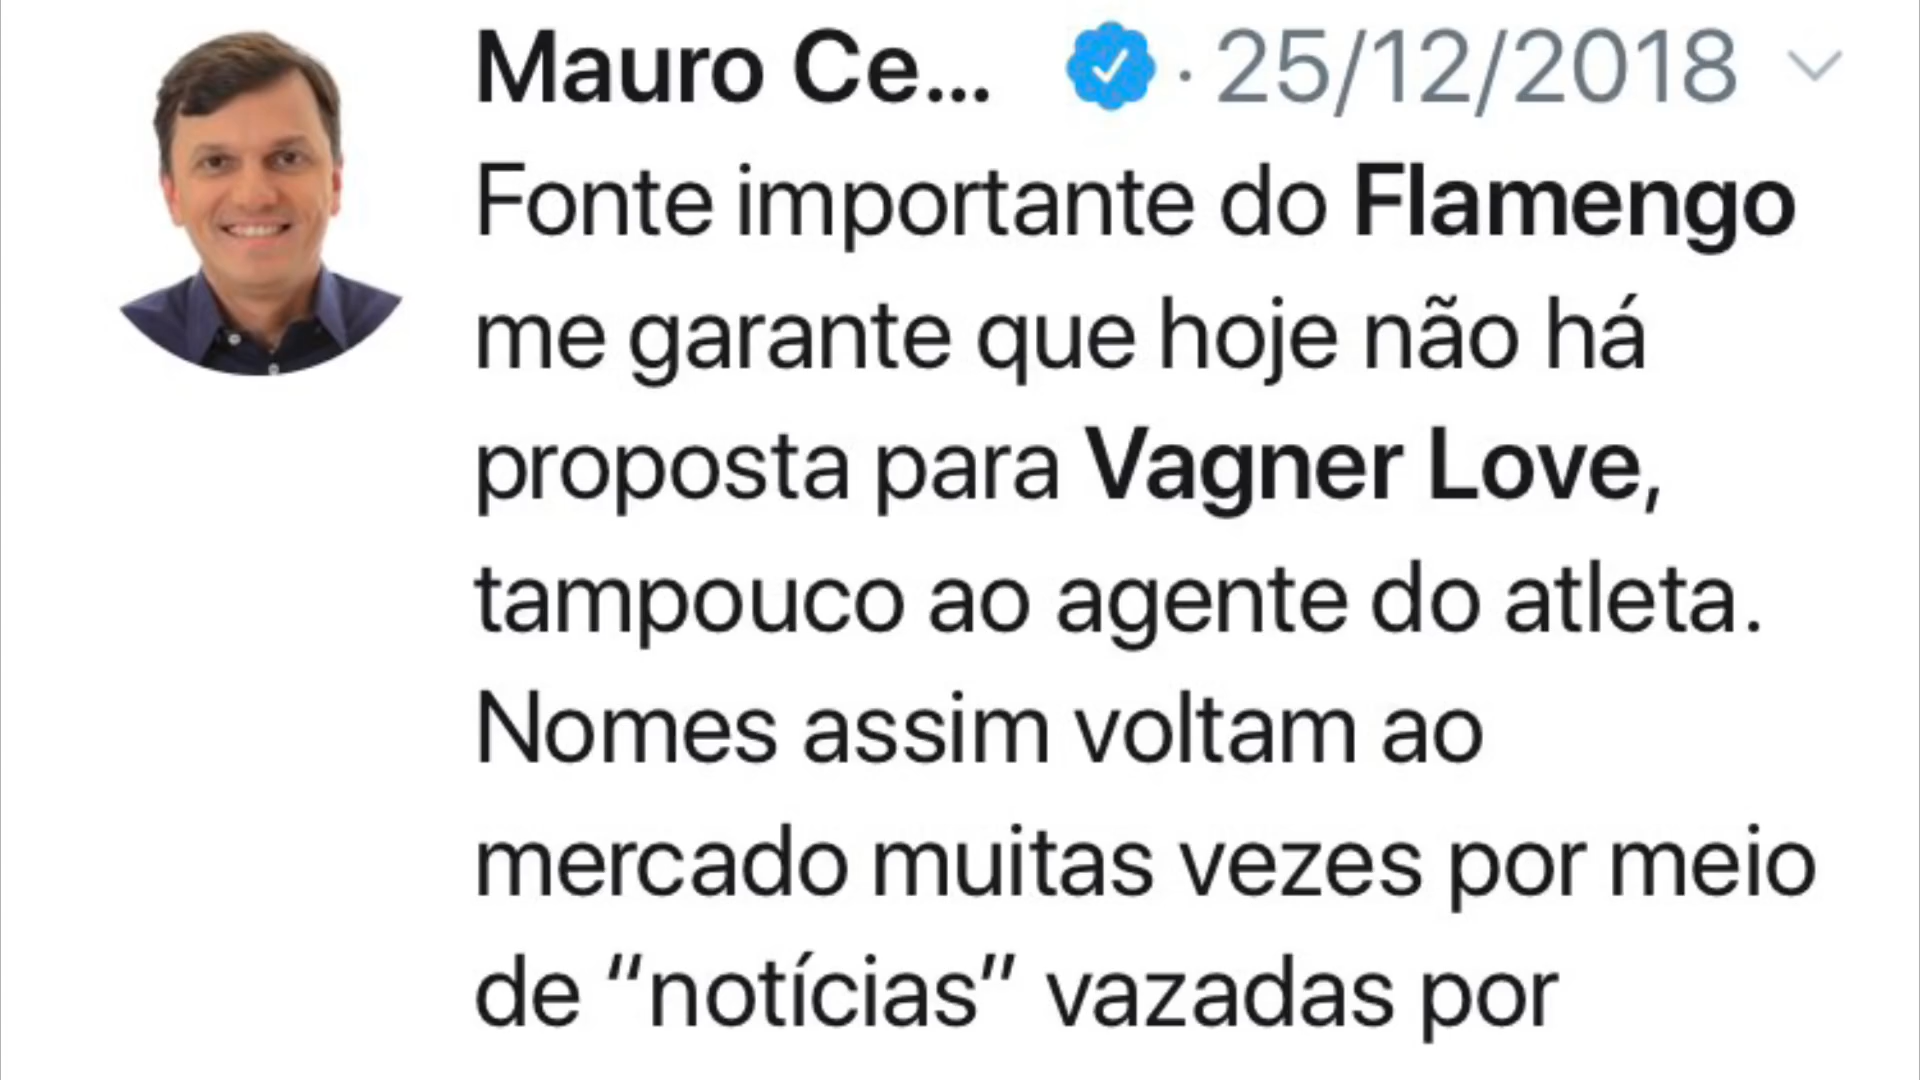 Mauro Ce... · 25/12/2018
Fonte importante do Flamengo
me garante que hoje não há
proposta para Vagner Love,
tampouco ao agente do atleta.
Nomes assim voltam ao
mercado muitas vezes por meio
de “notícias” vazadas por